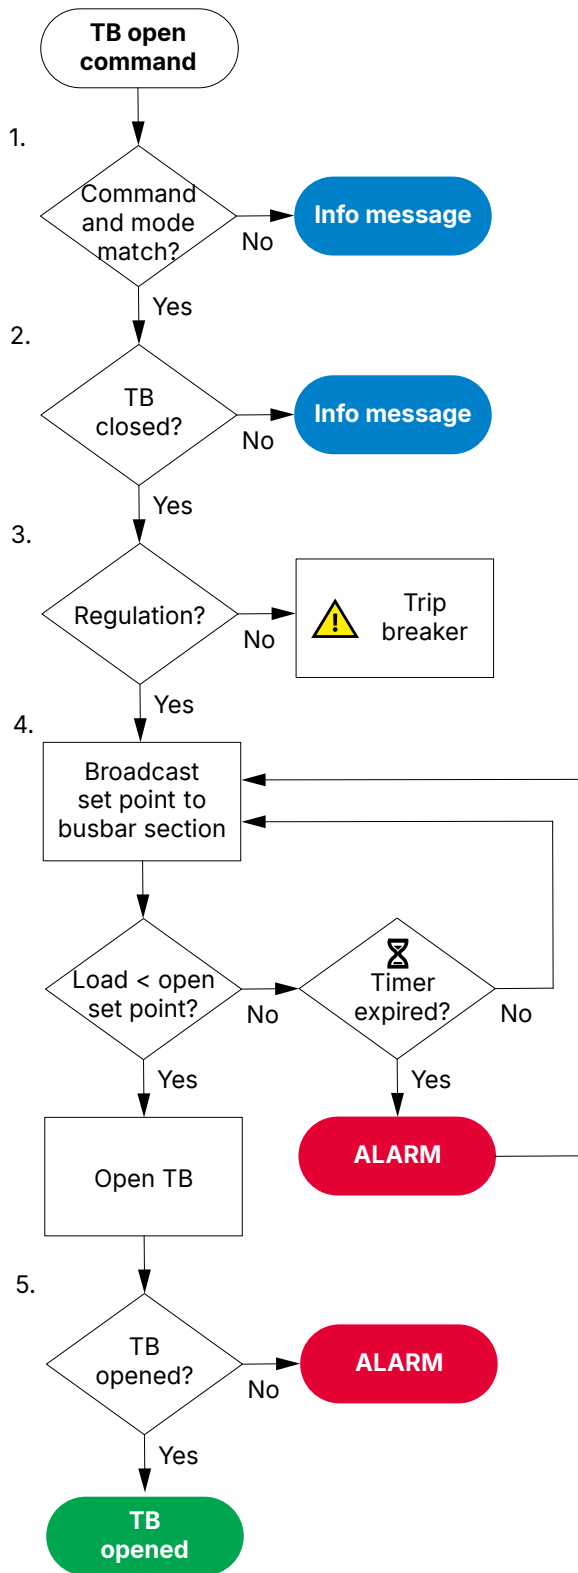 TB open
command
1.
Command
and mode
match?
No
Info message
Yes
2.
TB
closed?
No
Info message
Yes
3.
Regulation?
No
Trip
breaker
Yes
4.
Broadcast
set point to
busbar section
Load < open
set point?
No
Timer
expired?
No
Yes
Yes
Open TB
ALARM
5.
TB
opened?
No
ALARM
Yes
TB
opened